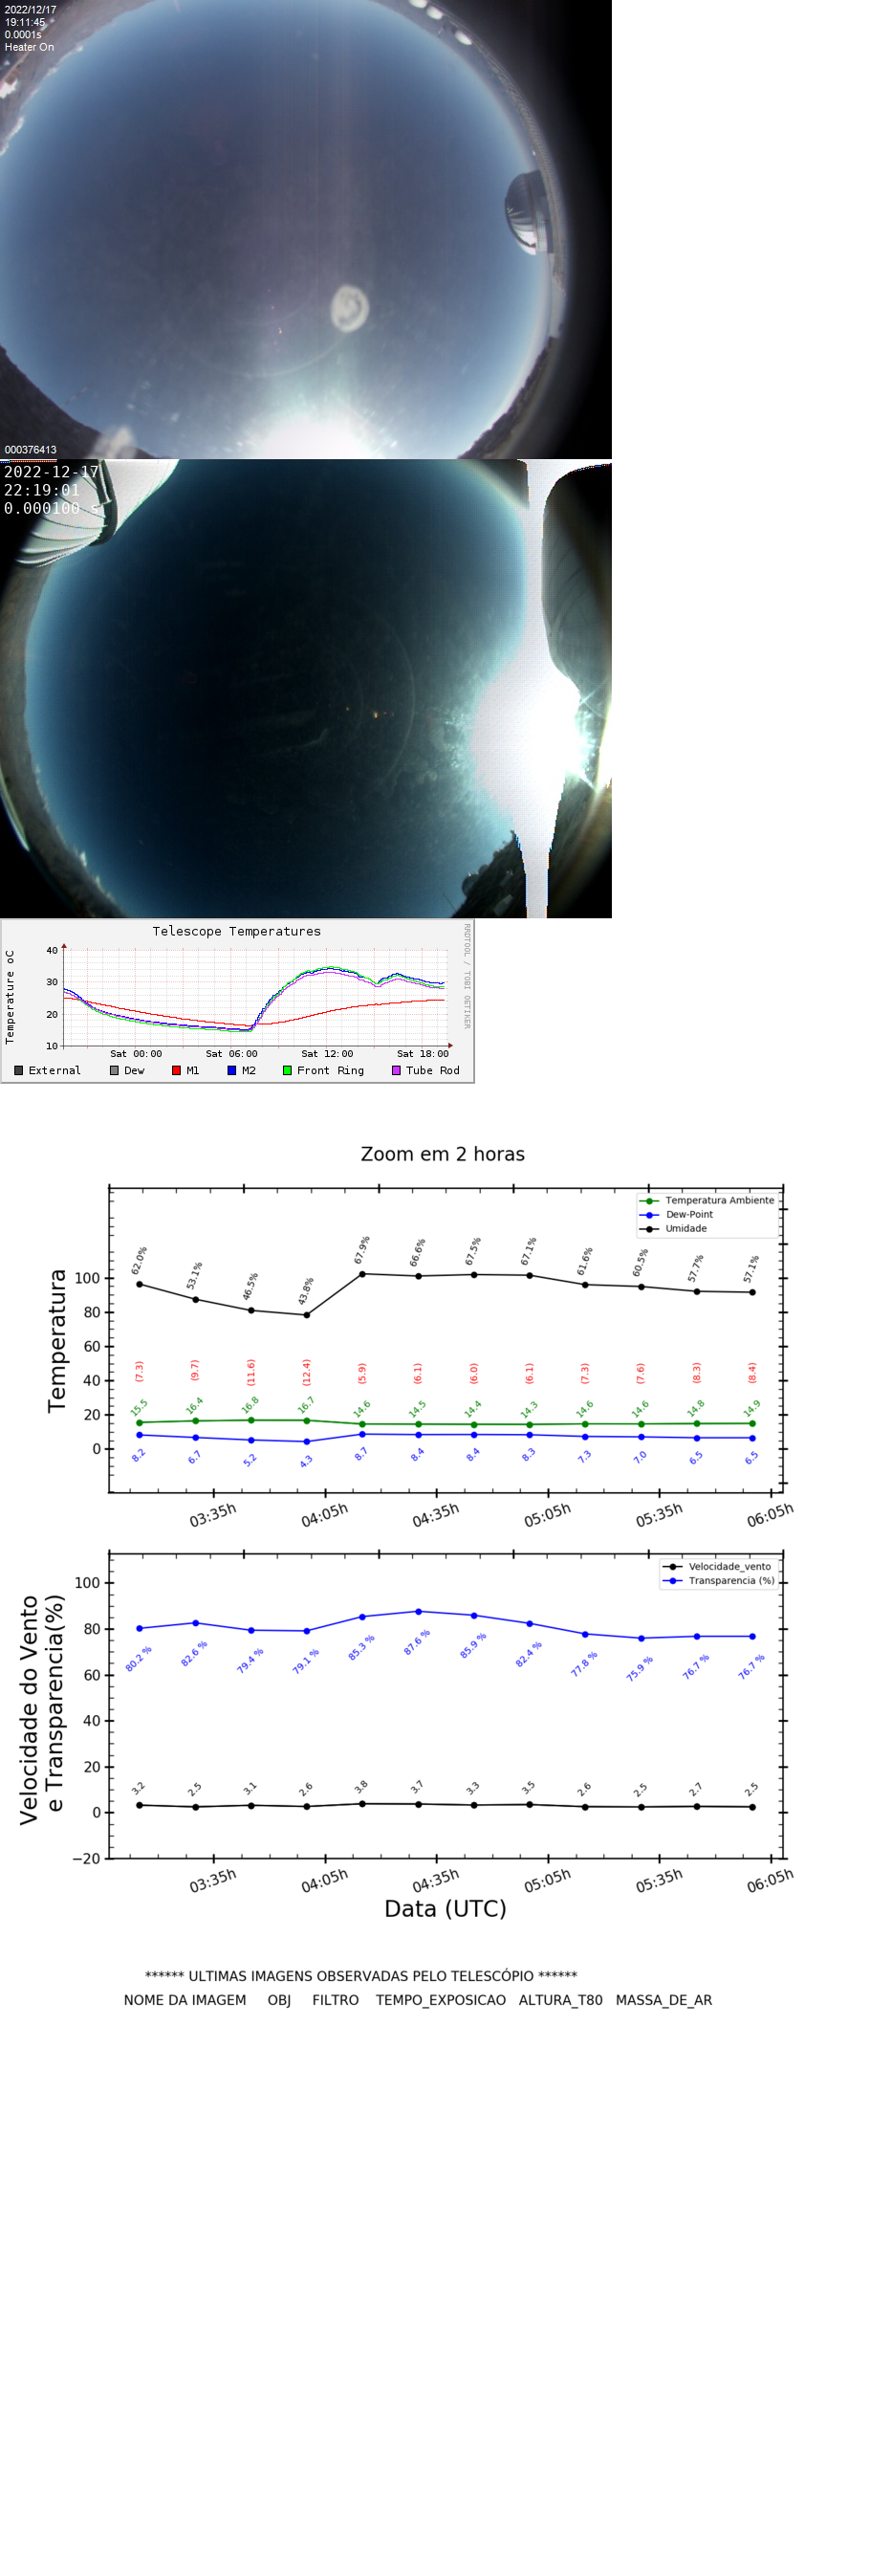 2022/12/17
19:11:45
0.0001s
Heater On
000376413
2022-12-17
22:19:01
0.000100 s
Telescope Temperatures
RRDTOOL / TOBI OETIKER
Temperature oC
40
30
20
10
Sat 00:00 Sat 06:00 Sat 12:00 Sat 18:00
External Dew M1 M2 Front Ring Tube Rod
Zoom em 2 horas
Temperatura Ambiente
Dew-Point
Umidade
Temperatura
100
80
60
40
20
0
62.0% 53.1% 46.5% 43.8% 67.9% 66.6% 67.5% 67.1% 61.6% 60.5% 57.7% 57.1%
(7.3) (9.7) (11.6) (12.4) (5.9) (6.1) (6.0) (6.1) (7.3) (7.6) (8.3) (8.4)
15.5 16.4 16.8 16.7 14.6 14.5 14.4 14.3 14.6 14.6 14.8 14.9
8.2 6.7 5.2 4.3 8.7 8.4 8.4 8.3 7.3 7.0 6.5 6.5
03:35h 04:05h 04:35h 05:05h 05:35h 06:05h
Velocidade_vento
Transparencia (%)
Velocidade do Vento
e Transparencia(%)
100
80
60
40
20
0
−20
80.2 % 82.6 % 79.4 % 79.1 % 85.3 % 87.6 % 85.9 % 82.4 % 77.8 % 75.9 % 76.7 % 76.7 %
3.2 2.5 3.1 2.6 3.8 3.7 3.3 3.5 2.6 2.5 2.7 2.5
03:35h 04:05h 04:35h 05:05h 05:35h 06:05h
Data (UTC)
****** ULTIMAS IMAGENS OBSERVADAS PELO TELESCÓPIO ******
NOME DA IMAGEM OBJ FILTRO TEMPO_EXPOSICAO ALTURA_T80 MASSA_DE_AR